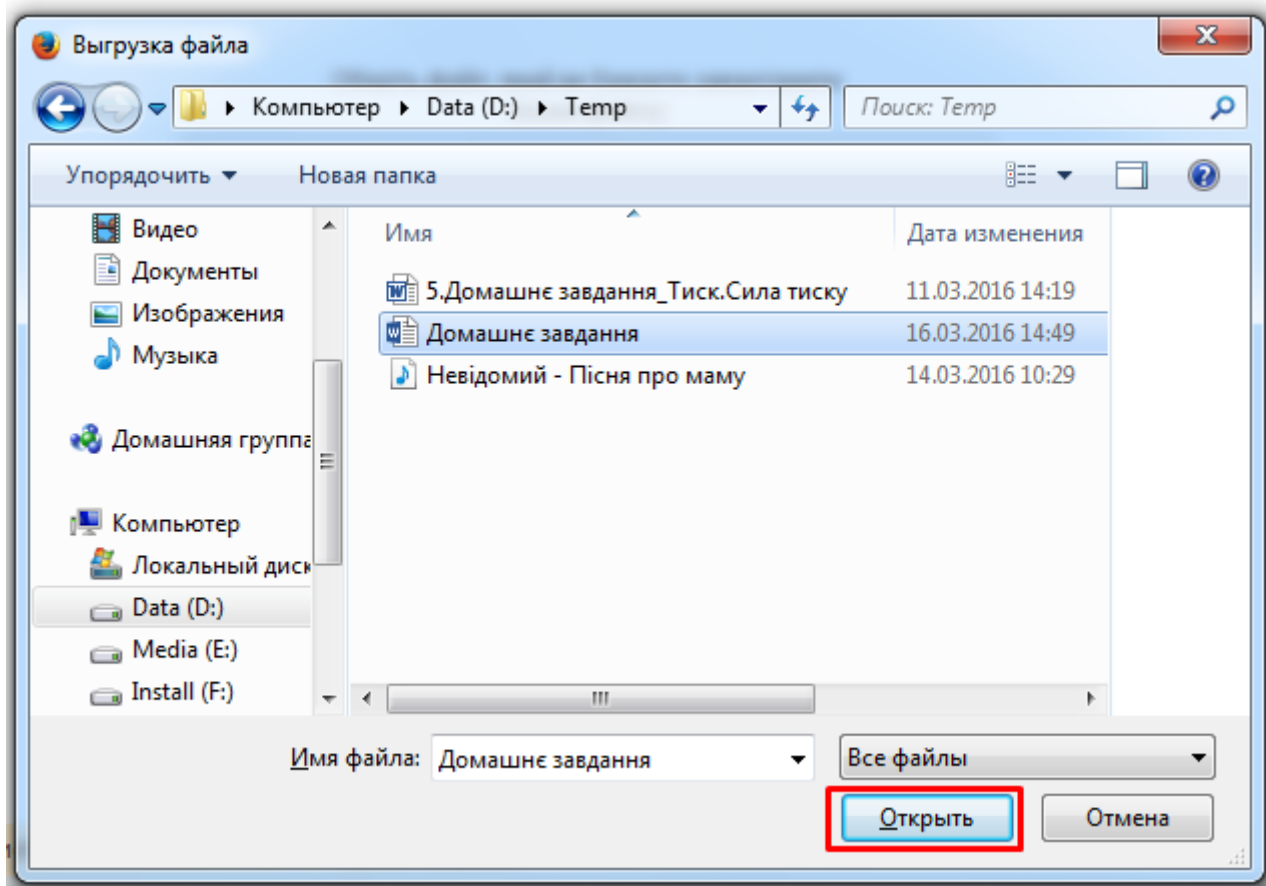 Выгрузка файла
Компьютер Data (D:) Temp
Поиск: Temp
Упорядочить Новая папка
Видео
Документы
Изображения
Музыка
Домашняя группа
Компьютер
Локальный диск
Data (D:)
Media (E:)
Install (F:)
Имя Дата изменения
5.Домашнє завдання_Тиск.Сила тиску 11.03.2016 14:19
Домашнє завдання 16.03.2016 14:49
Невідомий - Пісня про маму 14.03.2016 10:29
Имя файла: Домашнє завдання Все файлы
Открыть Отмена